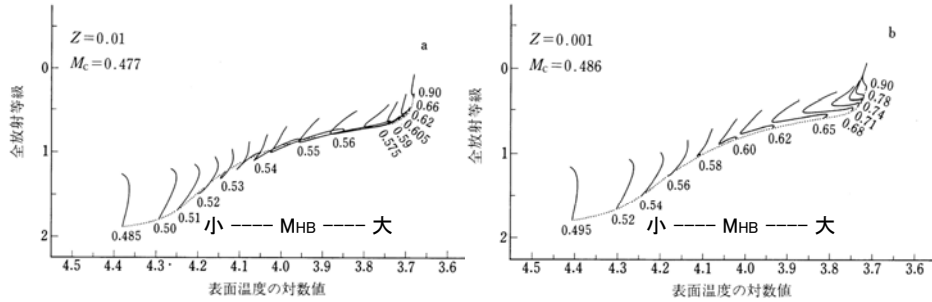 a
Z=0.01
Mc=0.477
全放射等級
0
1
2
0.90
0.66
0.62
0.605
0.59
0.575
0.56
0.55
0.54
0.53
0.52
0.51
0.50
0.485
小 ---- MHB ---- 大
4.5 4.4 4.3 4.2 4.1 4.0 3.9 3.8 3.7 3.6
表面温度の対数値
b
Z=0.001
Mc=0.486
全放射等級
0
1
2
0.90
0.78
0.74
0.71
0.68
0.65
0.62
0.60
0.58
0.56
0.54
0.52
0.495
小 ---- MHB ---- 大
4.5 4.4 4.3 4.2 4.1 4.0 3.9 3.8 3.7 3.6
表面温度の対数値